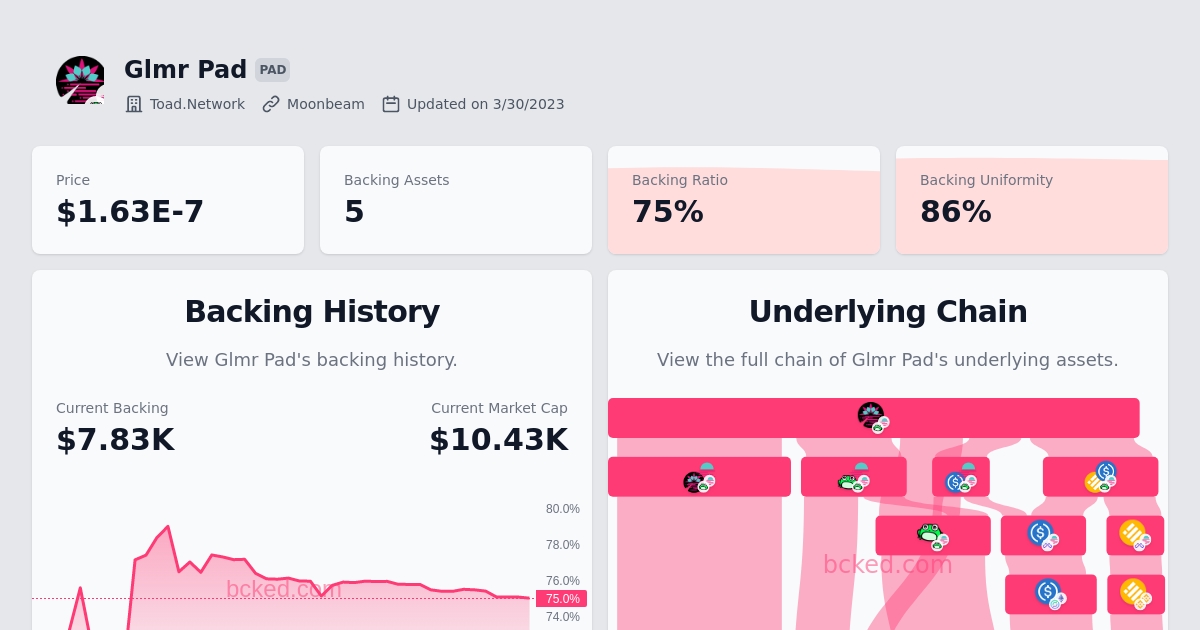 Glmr Pad PAD
Toad.Network Moonbeam Updated on 3/30/2023
Price
$1.63E-7
Backing Assets
5
Backing Ratio
75%
Backing Uniformity
86%
Backing History
View Glmr Pad's backing history.
Current Backing
$7.83K
Current Market Cap
$10.43K
80.0%
78.0%
76.0%
75.0%
74.0%
bcked.com
Underlying Chain
View the full chain of Glmr Pad's underlying assets.
bcked.com